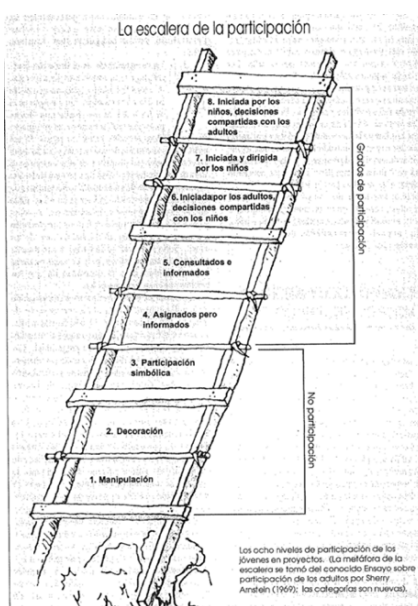 La escalera de la participación
8. Iniciada por los
niños, decisiones
compartidas con los
adultos
7. Iniciada y dirigida
por los niños
6. Iniciadapor los adultos,
decisiones compartidas
con los niños
5. Consultados e
informados
4. Asignados pero
informados
3. Participación
simbólica
2. Decoración
1. Manipulación
Grados de participación
No participación
Los ocho niveles de participación de los
jóvenes en proyectos. (La metáfora de la
escalera se tomó del conocido Ensayo sobre
participación de los adultos por Sherry
Arnstein (1969); las categorías son nuevas).